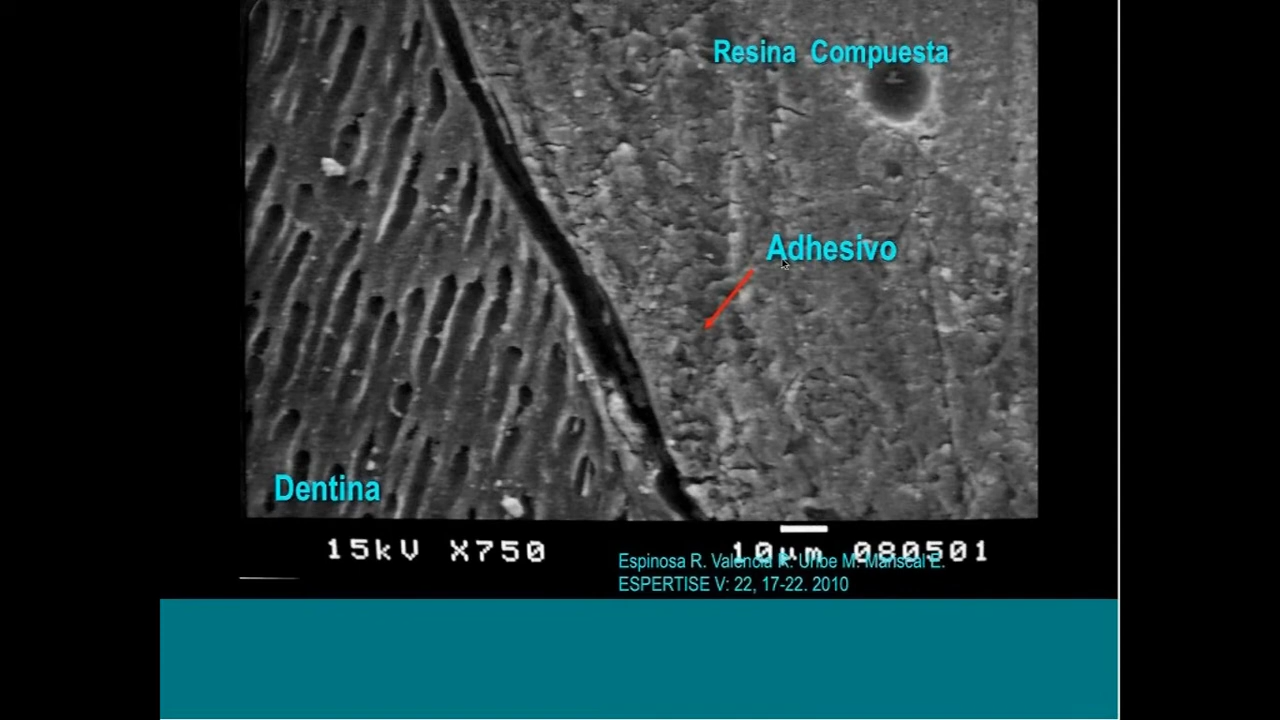 Resina Compuesta
Adhesivo
Dentina
15kV X750 10μm 080501
Espinosa R. Valencia R. Uribe M. Mariscal E.
ESPERTISE V: 22, 17-22. 2010